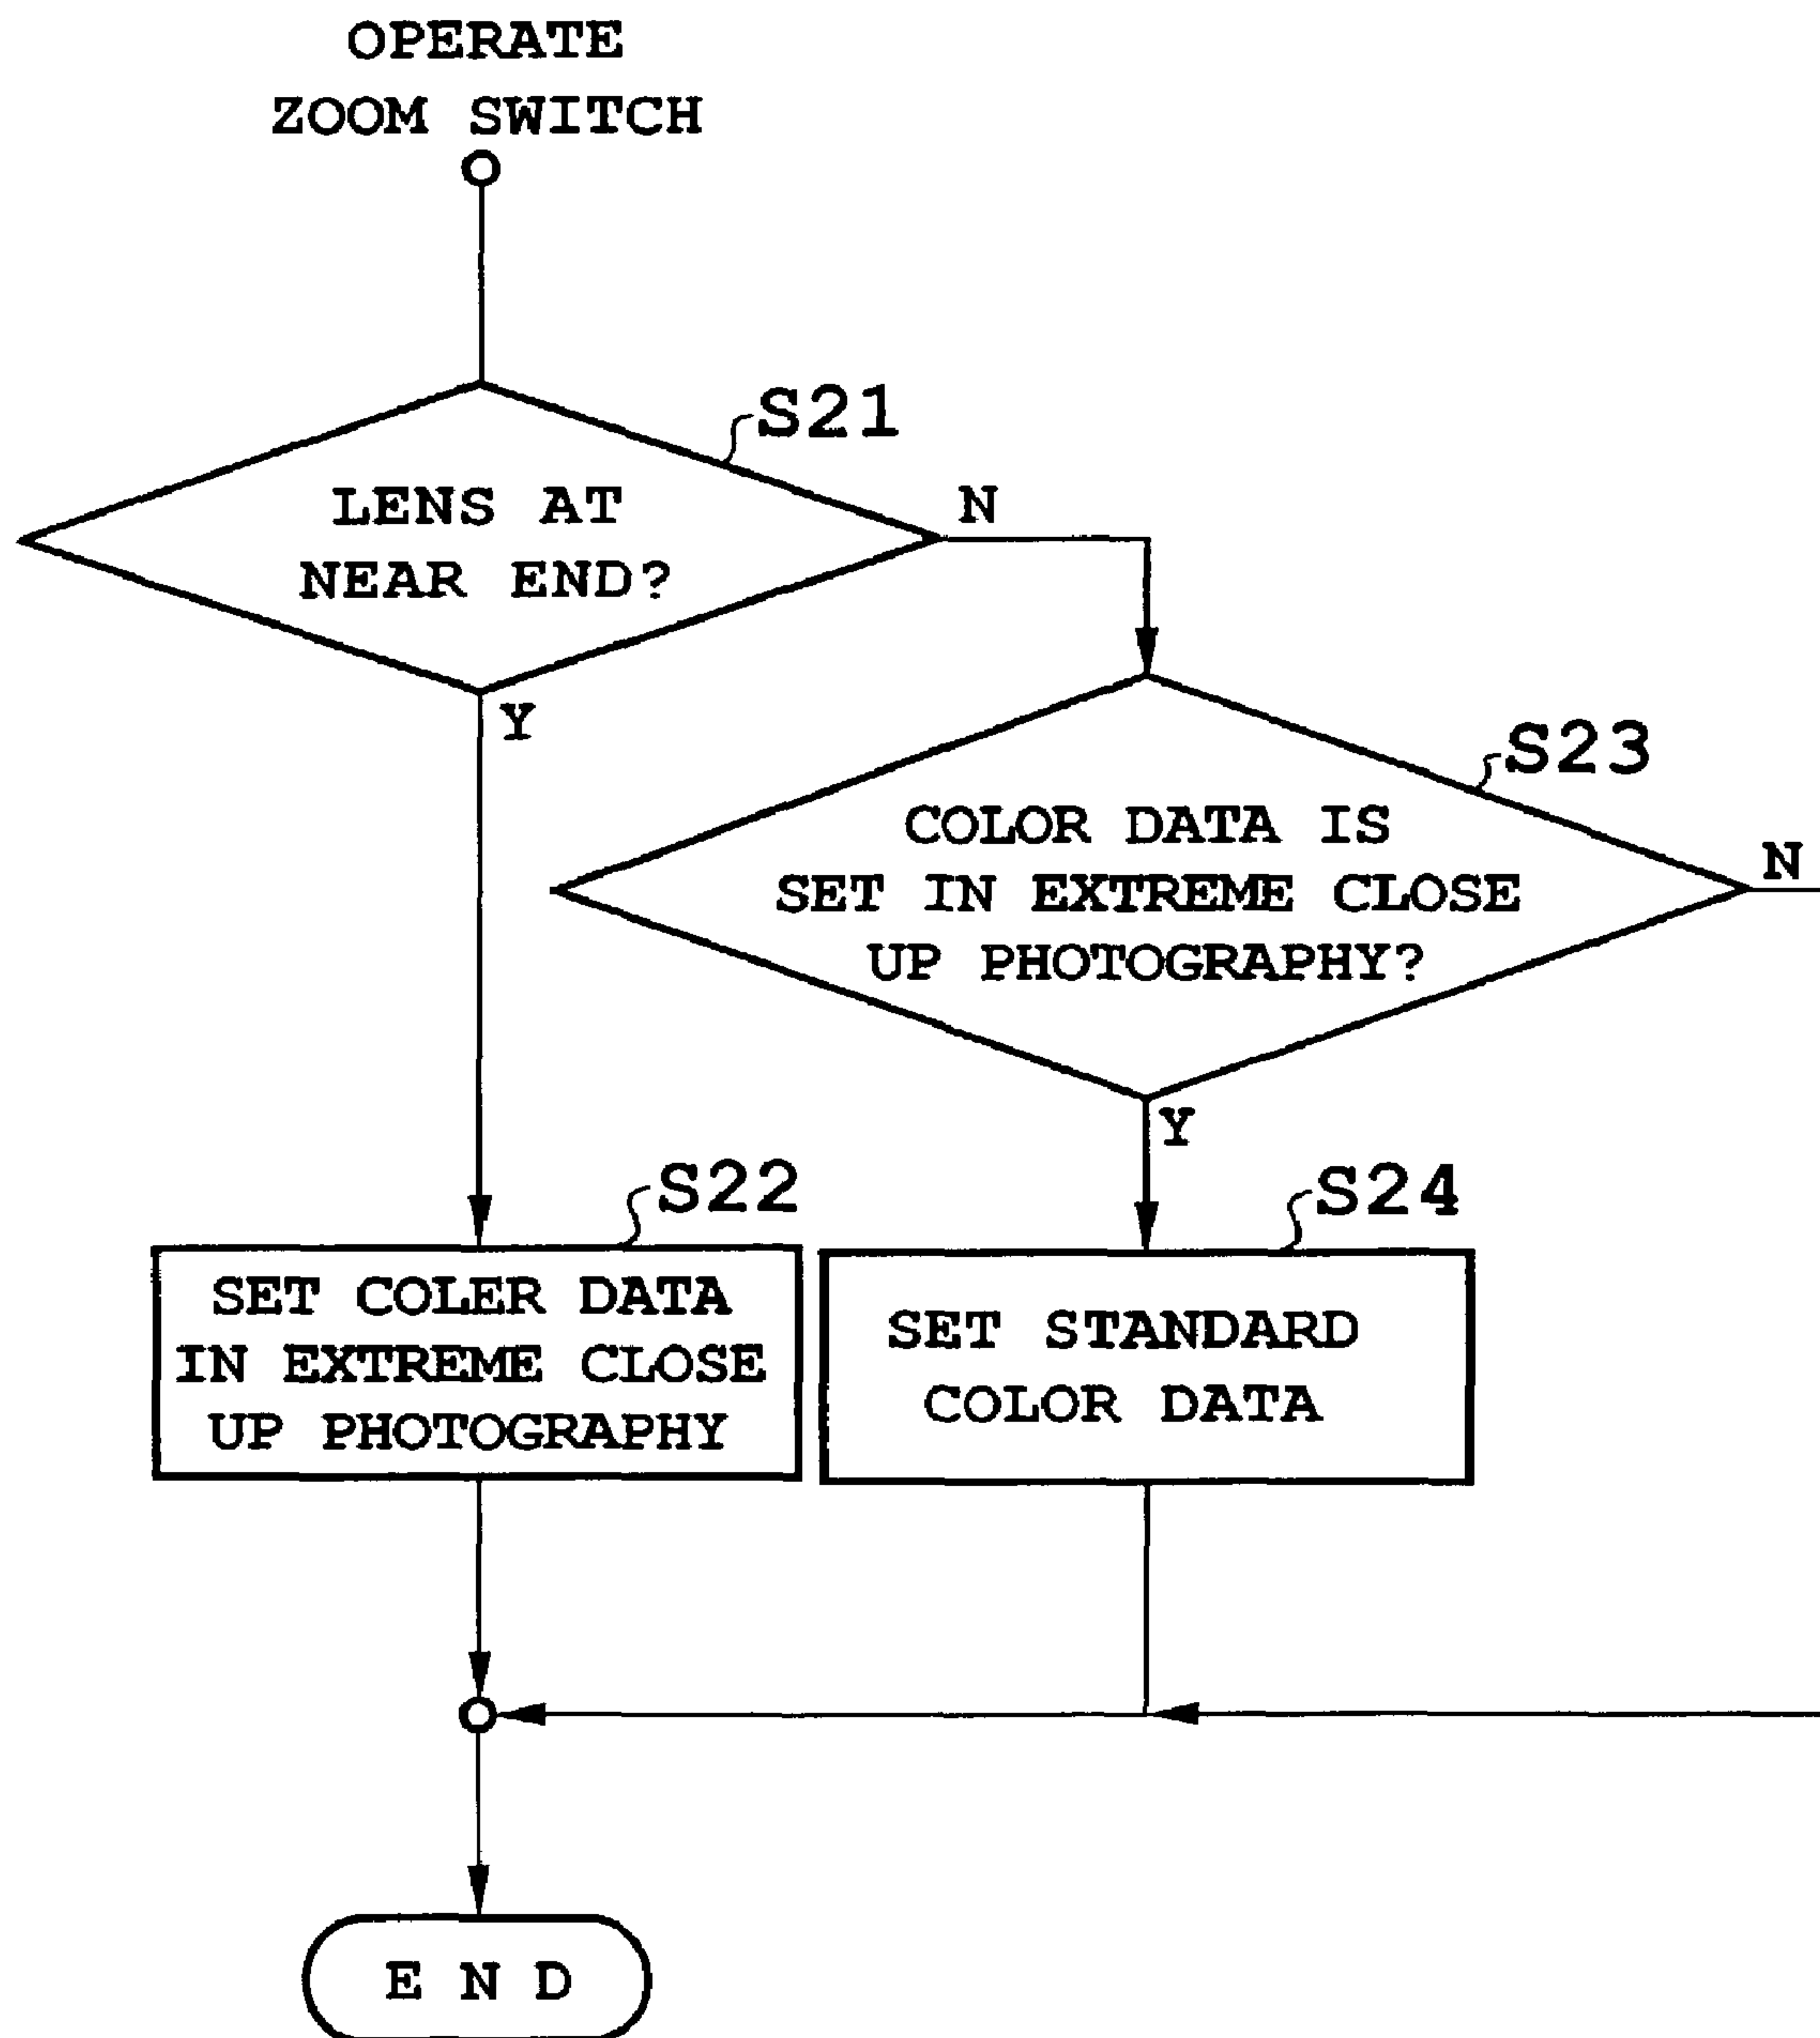 OPERATE
ZOOM SWITCH
S21
LENS AT
NEAR END?
N
Y
S23
COLOR DATA IS
SET IN EXTREME CLOSE
UP PHOTOGRAPHY?
N
Y
S22
SET COLER DATA
IN EXTREME CLOSE
UP PHOTOGRAPHY
S24
SET STANDARD
COLOR DATA
END